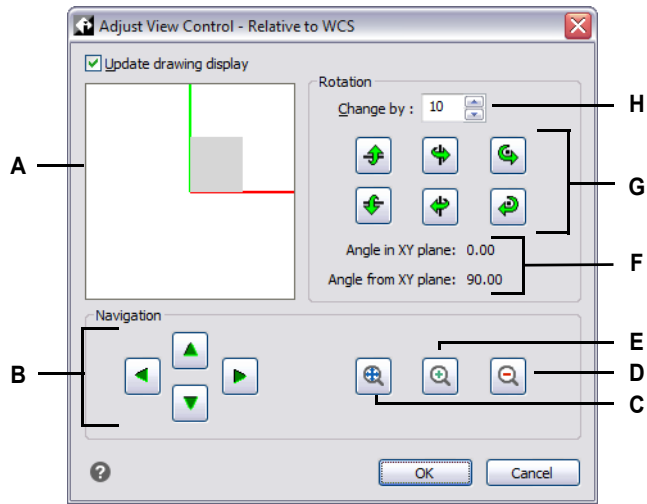 Adjust View Control - Relative to WCS
Update drawing display
Rotation
Change by : 10
H
A
G
Angle in XY plane: 0.00
F
Angle from XY plane: 90.00
Navigation
E
B
D
C
?
OK
Cancel